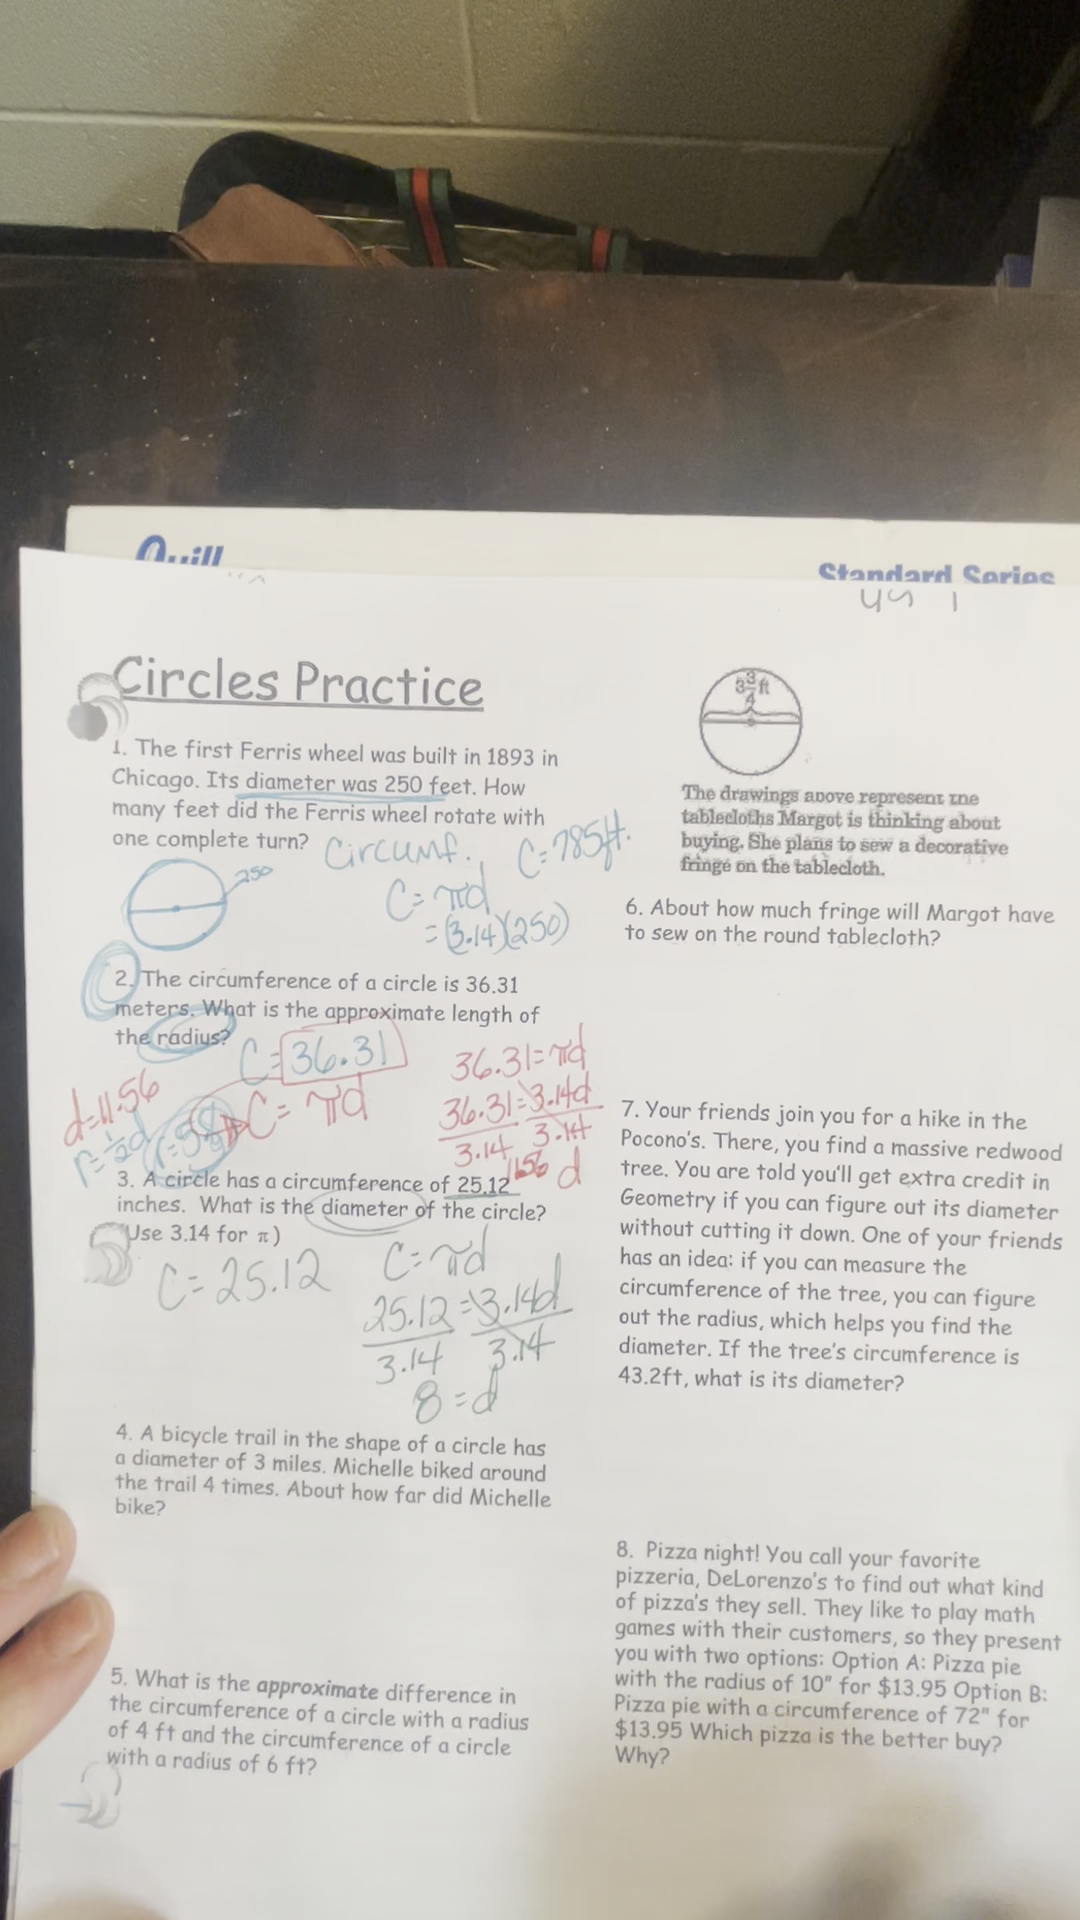 Quill
Standard Series
Circles Practice
1. The first Ferris wheel was built in 1893 in
Chicago. Its diameter was 250 feet. How
many feet did the Ferris wheel rotate with
one complete turn?
Circumf.
C=785ft.
250
C=πd
=(3.14)(250)
2. The circumference of a circle is 36.31
meters. What is the approximate length of
the radius?
C=36.31
C=πd
36.31=πd
36.31=3.14d
3.14 3.14
11.56 d
d=11.56
r=½d
3. A circle has a circumference of 25.12
inches. What is the diameter of the circle?
(Use 3.14 for π)
C=25.12
C=πd
25.12=3.14d
3.14 3.14
8=d
4. A bicycle trail in the shape of a circle has
a diameter of 3 miles. Michelle biked around
the trail 4 times. About how far did Michelle
bike?
5. What is the approximate difference in
the circumference of a circle with a radius
of 4 ft and the circumference of a circle
with a radius of 6 ft?
3 3/4 ft
The drawings above represent the
tablecloths Margot is thinking about
buying. She plans to sew a decorative
fringe on the tablecloth.
6. About how much fringe will Margot have
to sew on the round tablecloth?
7. Your friends join you for a hike in the
Pocono's. There, you find a massive redwood
tree. You are told you'll get extra credit in
Geometry if you can figure out its diameter
without cutting it down. One of your friends
has an idea: if you can measure the
circumference of the tree, you can figure
out the radius, which helps you find the
diameter. If the tree's circumference is
43.2ft, what is its diameter?
8. Pizza night! You call your favorite
pizzeria, DeLorenzo's to find out what kind
of pizza's they sell. They like to play math
games with their customers, so they present
you with two options: Option A: Pizza pie
with the radius of 10" for $13.95 Option B:
Pizza pie with a circumference of 72" for
$13.95 Which pizza is the better buy?
Why?